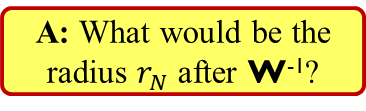 A: What would be the
radius r_N after W⁻¹?